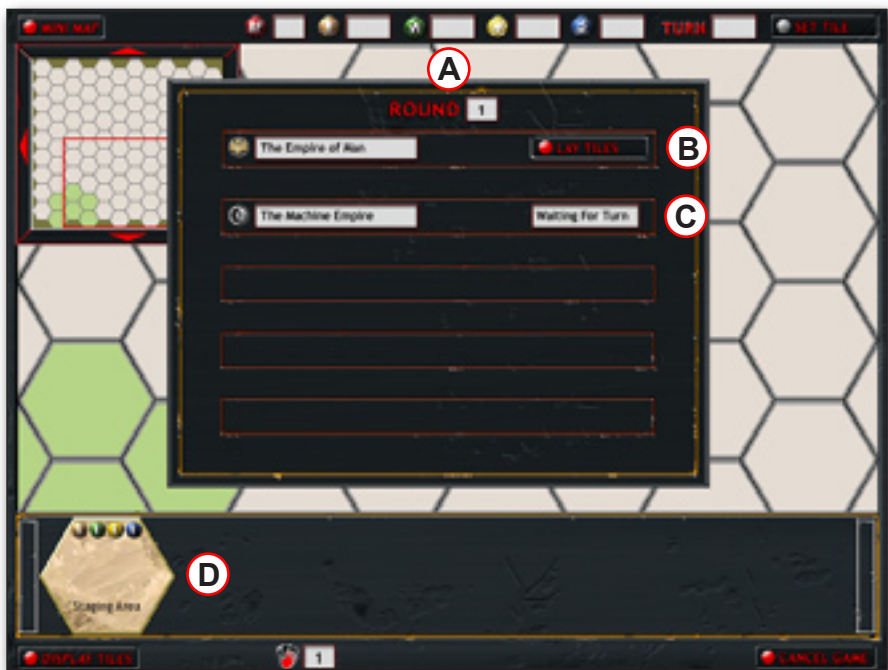 MINI MAP TURN SET TILE
A
ROUND 1
The Empire of Man LAY TILES B
The Machine Empire Waiting For Turn C
D
Staging Area
DISPLAY TILES 1 CANCEL GAME